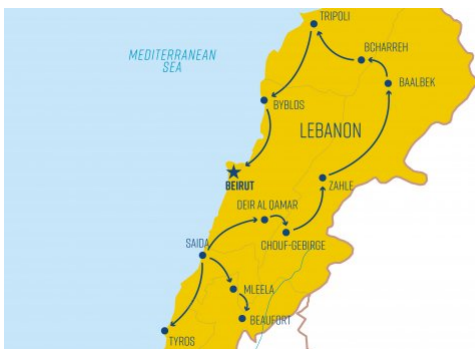 TRIPOLI
MEDITERRANEAN
SEA
BCHARREH
BAALBEK
BYBLOS
LEBANON
BEIRUT
ZAHLE
DEIR AL QAMAR
SAIDA
CHOUF-GEBIRGE
MLEELA
BEAUFORT
TYROS